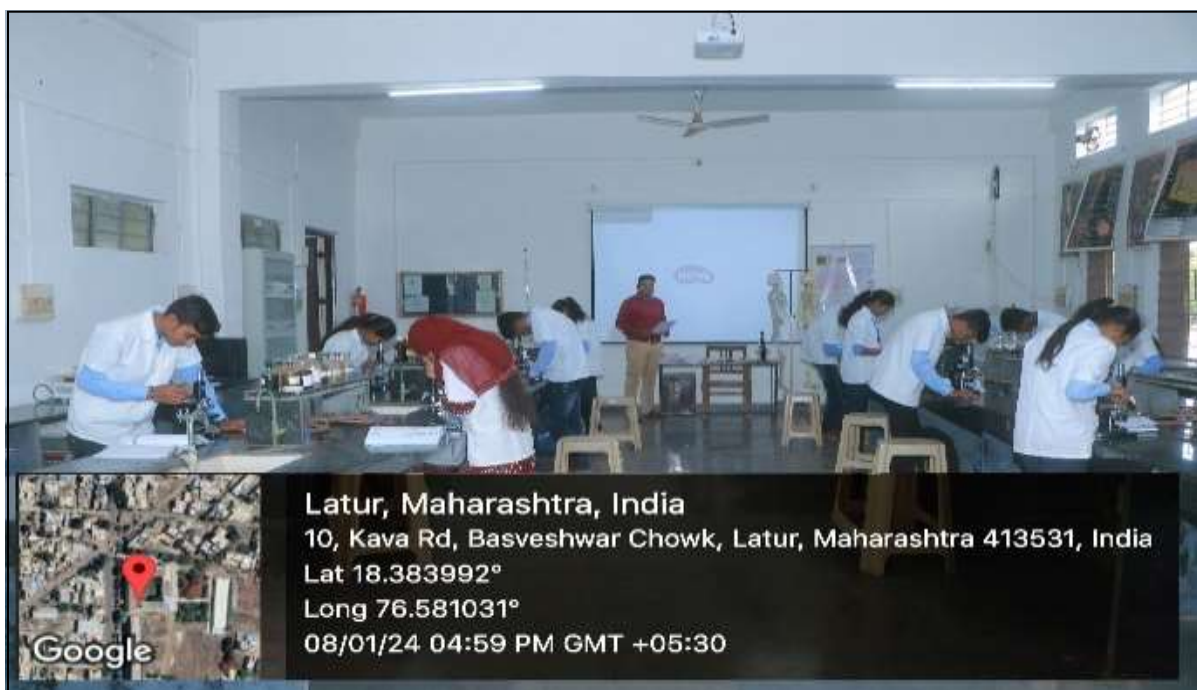 Latur, Maharashtra, India
10, Kava Rd, Basveshwar Chowk, Latur, Maharashtra 413531, India
Lat 18.383992°
Long 76.581031°
08/01/24 04:59 PM GMT +05:30
Google